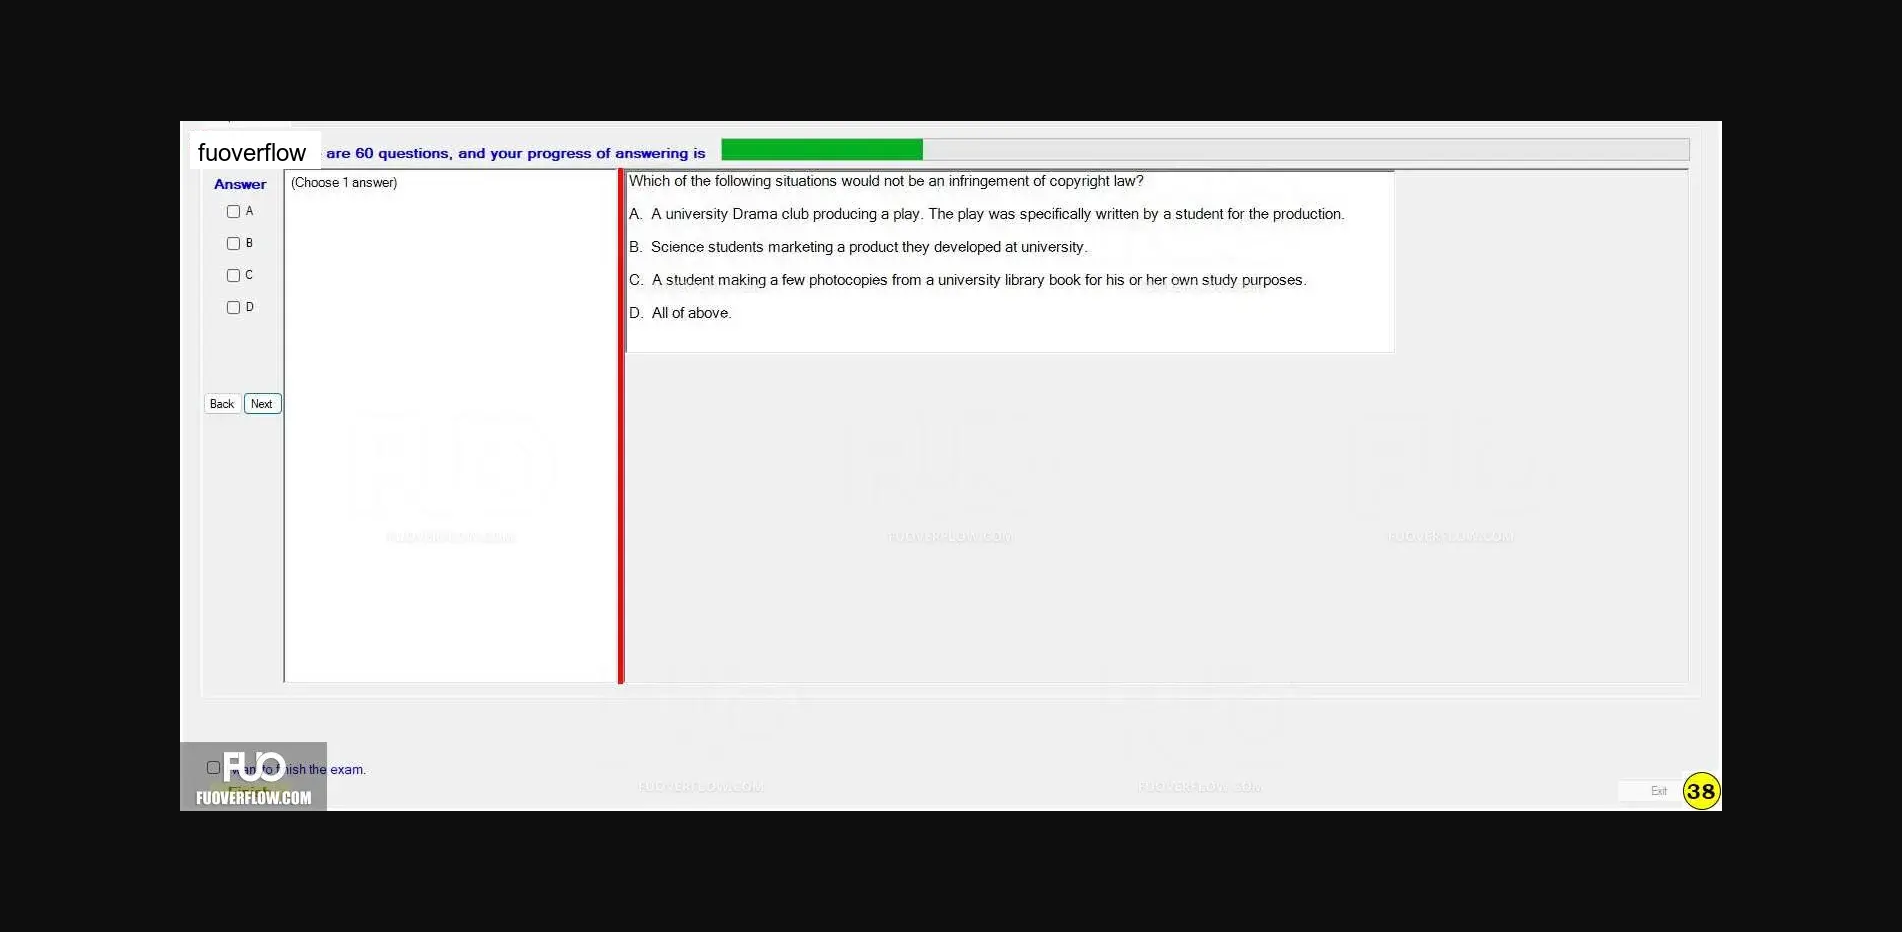 fuoverflow are 60 questions, and your progress of answering is
Answer
(Choose 1 answer)
A
B
C
D
Back Next
Which of the following situations would not be an infringement of copyright law?
A. A university Drama club producing a play. The play was specifically written by a student for the production.
B. Science students marketing a product they developed at university.
C. A student making a few photocopies from a university library book for his or her own study purposes.
D. All of above.
FUOVERFLOW.COM FUOVERFLOW.COM FUOVERFLOW.COM
FUO
to finish the exam.
FUOVERFLOW.COM
FUOVERFLOW.COM FUOVERFLOW.COM
Exit
38